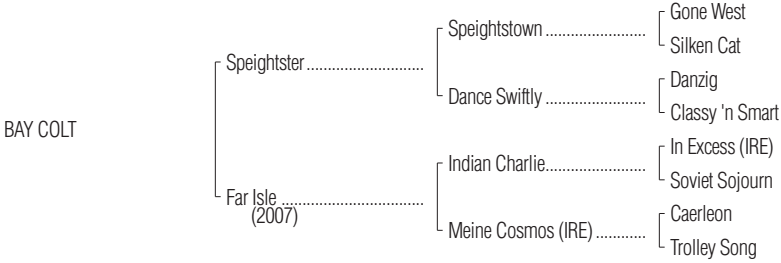 Gone West
Speightstown ........................
Silken Cat
Speightster ............................
Danzig
Dance Swiftly ........................
Classy 'n Smart
BAY COLT
In Excess (IRE)
Indian Charlie........................
Soviet Sojourn
Far Isle ..................................
(2007)
Caerleon
Meine Cosmos (IRE) ............
Trolley Song